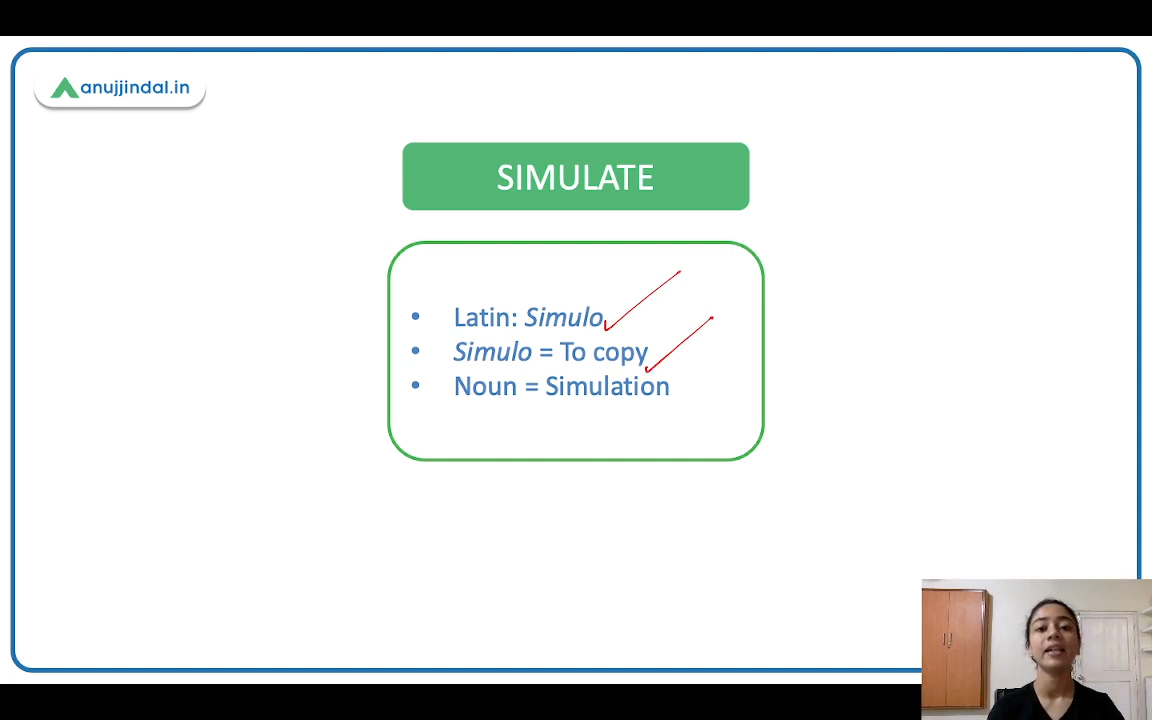 anujjindal.in
SIMULATE
• Latin: Simulo
• Simulo = To copy
• Noun = Simulation